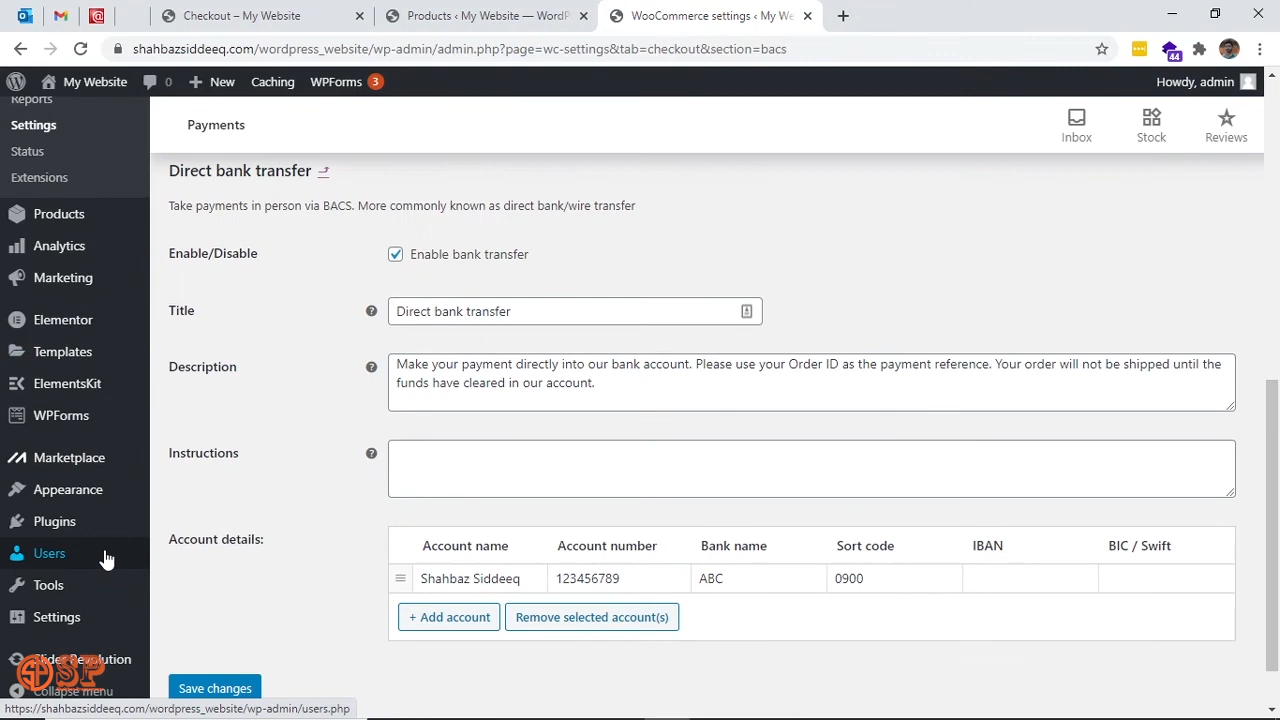 Checkout – My Website
Products ‹ My Website — WordP
WooCommerce settings ‹ My We
shahbazsiddeeq.com/wordpress_website/wp-admin/admin.php?page=wc-settings&tab=checkout&section=bacs
44
My Website
0
New
Caching
WPForms 3
Howdy, admin
Reports
Settings
Status
Extensions
Products
Analytics
Marketing
Elementor
Templates
ElementsKit
WPForms
Marketplace
Appearance
Plugins
Users
Tools
Settings
Slider Revolution
Collapse menu
SP
https://shahbazsiddeeq.com/wordpress_website/wp-admin/users.php
Payments
Inbox
Stock
Reviews
Direct bank transfer
Take payments in person via BACS. More commonly known as direct bank/wire transfer
Enable/Disable
Enable bank transfer
Title
Direct bank transfer
Description
Make your payment directly into our bank account. Please use your Order ID as the payment reference. Your order will not be shipped until the
funds have cleared in our account.
Instructions
Account details:
Account name Account number Bank name Sort code IBAN BIC / Swift
Shahbaz Siddeeq 123456789 ABC 0900
+ Add account Remove selected account(s)
Save changes